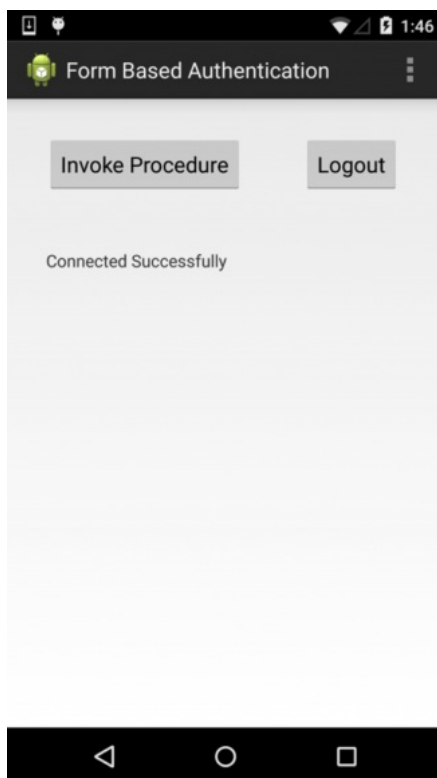 1:46
Form Based Authentication
Invoke Procedure Logout
Connected Successfully